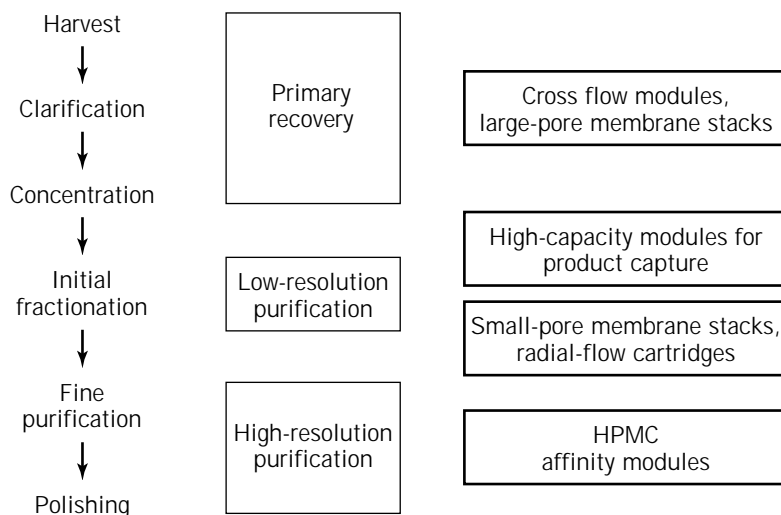 Harvest
Clarification
Concentration
Initial
fractionation
Fine
purification
Polishing
Primary
recovery
Low-resolution
purification
High-resolution
purification
Cross flow modules,
large-pore membrane stacks
High-capacity modules for
product capture
Small-pore membrane stacks,
radial-flow cartridges
HPMC
affinity modules